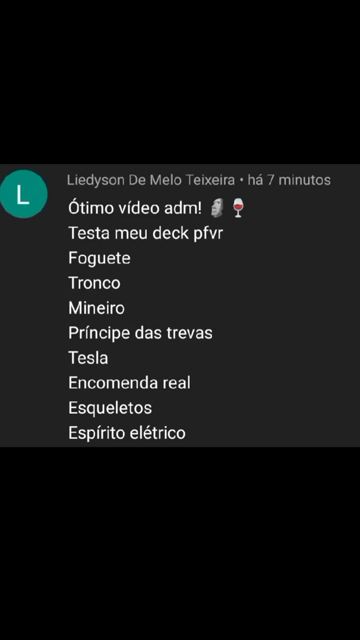 L
Liedyson De Melo Teixeira • há 7 minutos
Ótimo vídeo adm! 🗿🍷
Testa meu deck pfvr
Foguete
Tronco
Mineiro
Príncipe das trevas
Tesla
Encomenda real
Esqueletos
Espírito elétrico